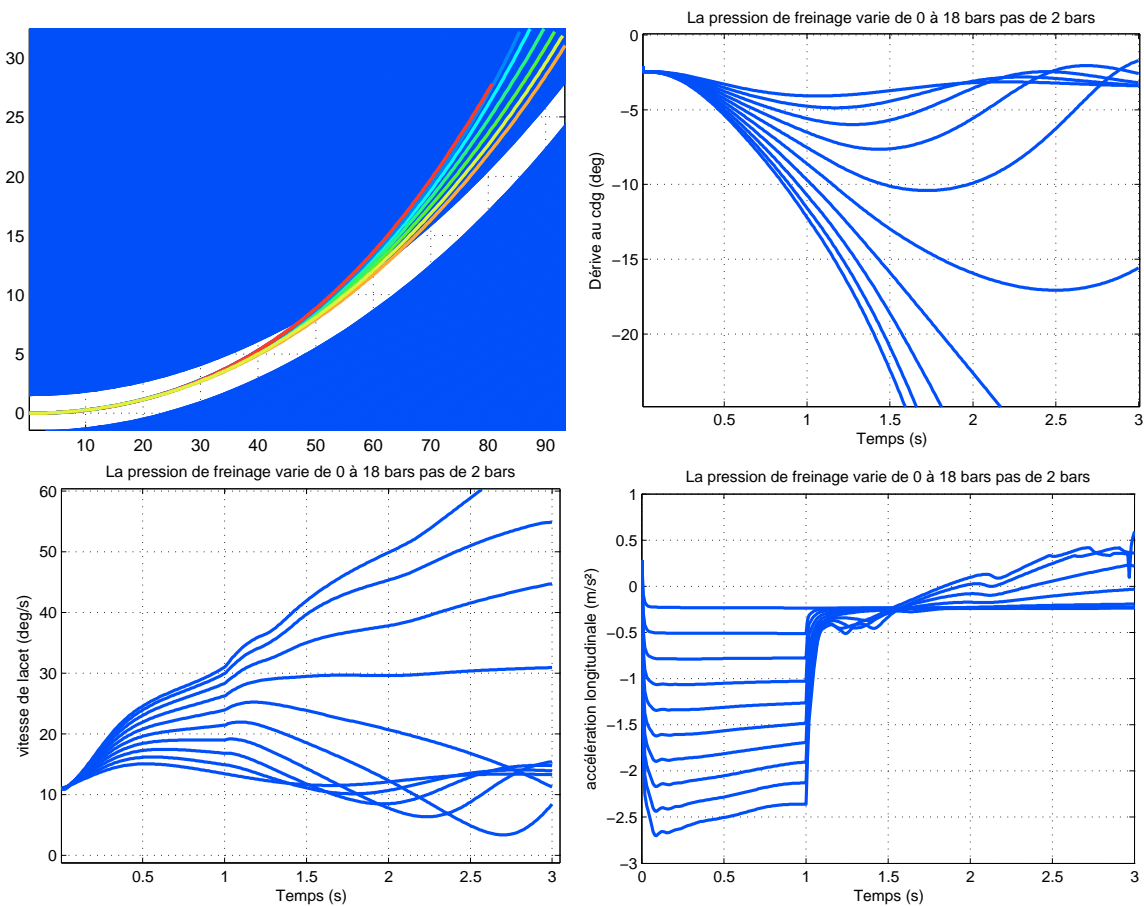 30
25
20
15
10
5
0
10 20 30 40 50 60 70 80 90
La pression de freinage varie de 0 à 18 bars pas de 2 bars
Dérive au cdg (deg)
0
−5
−10
−15
−20
0.5 1 1.5 2 2.5 3
Temps (s)
La pression de freinage varie de 0 à 18 bars pas de 2 bars
vitesse de lacet (deg/s)
60
50
40
30
20
10
0
0.5 1 1.5 2 2.5 3
Temps (s)
La pression de freinage varie de 0 à 18 bars pas de 2 bars
accélération longitudinale (m/s²)
1
0.5
0
−0.5
−1
−1.5
−2
−2.5
−3
0 0.5 1 1.5 2 2.5 3
Temps (s)